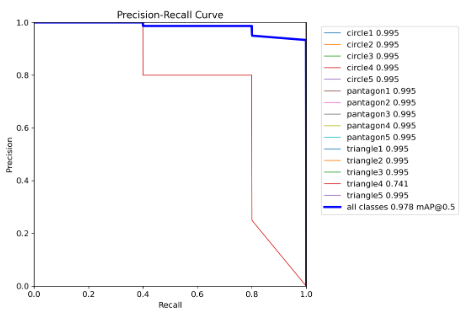 Precision-Recall Curve
1.0
0.8
0.6
0.4
0.2
0.0
Precision
0.0 0.2 0.4 0.6 0.8 1.0
Recall
circle1 0.995
circle2 0.995
circle3 0.995
circle4 0.995
circle5 0.995
pantagon1 0.995
pantagon2 0.995
pantagon3 0.995
pantagon4 0.995
pantagon5 0.995
triangle1 0.995
triangle2 0.995
triangle3 0.995
triangle4 0.741
triangle5 0.995
all classes 0.978 mAP@0.5